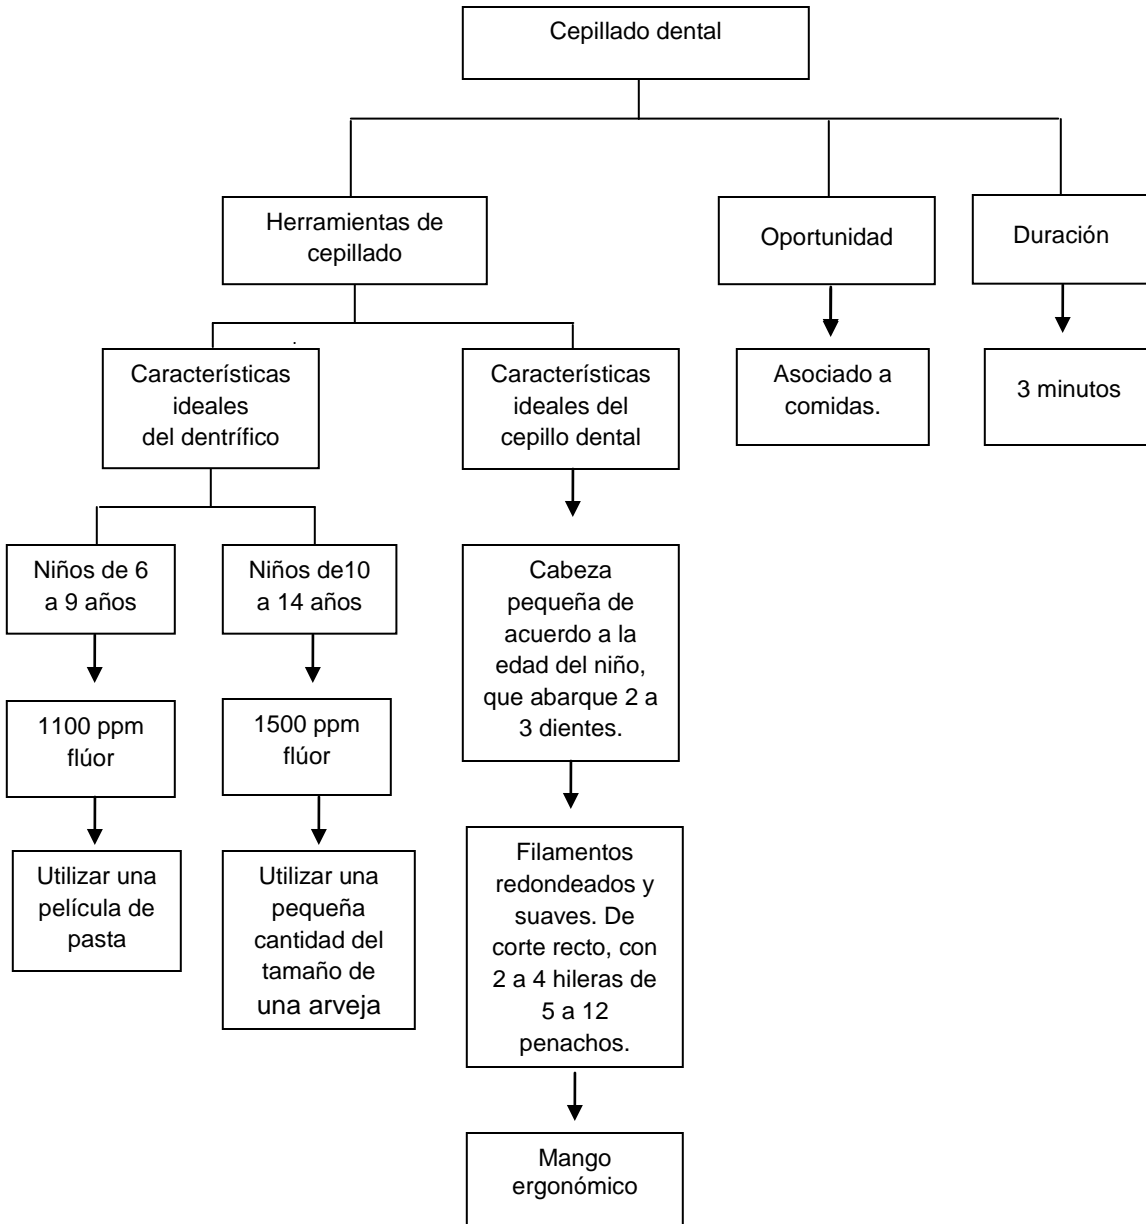 Cepillado dental
Herramientas de
cepillado
Oportunidad
Duración
Características
ideales
del dentrífico
Características
ideales del
cepillo dental
Asociado a
comidas.
3 minutos
Niños de 6
a 9 años
Niños de10
a 14 años
Cabeza
pequeña de
acuerdo a la
edad del niño,
que abarque 2 a
3 dientes.
1100 ppm
flúor
1500 ppm
flúor
Utilizar una
película de
pasta
Utilizar una
pequeña
cantidad del
tamaño de
una arveja
Filamentos
redondeados y
suaves. De
corte recto, con
2 a 4 hileras de
5 a 12
penachos.
Mango
ergonómico